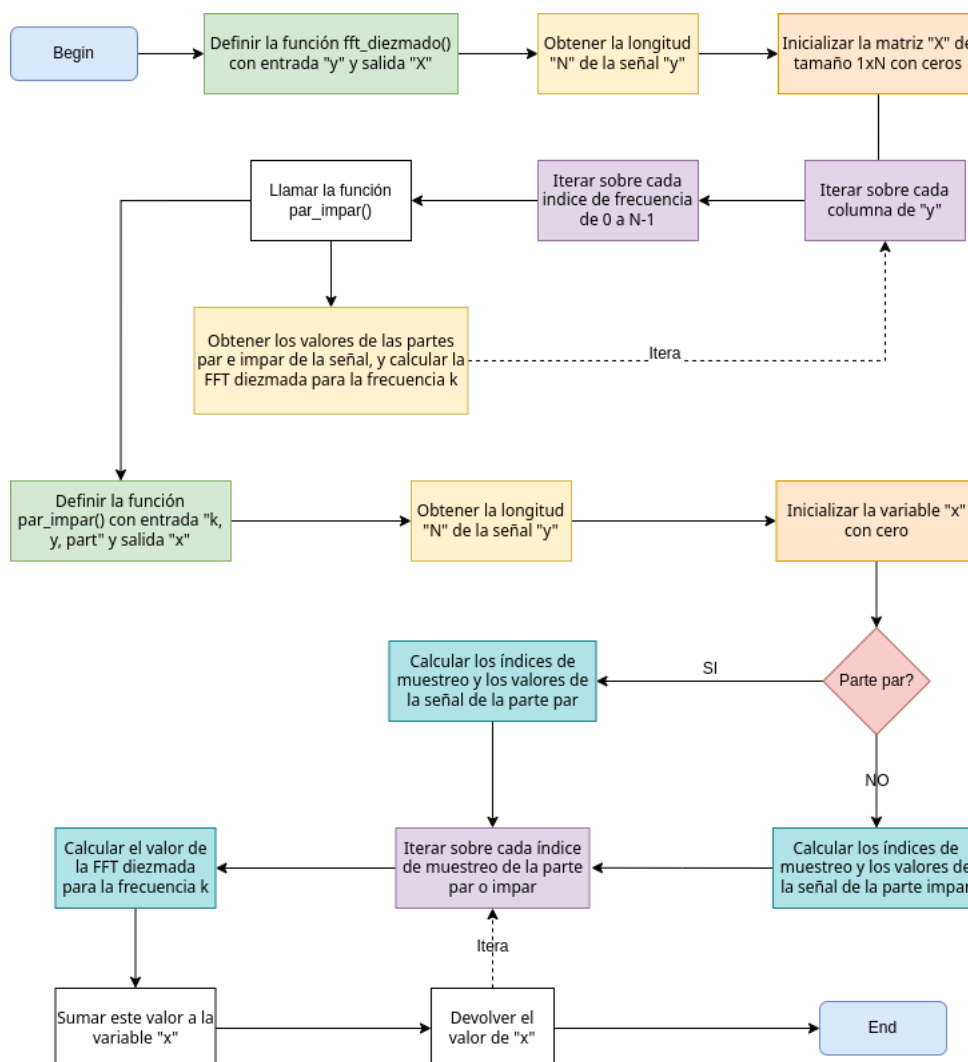 Begin
Definir la función fft_diezmado()
con entrada "y" y salida "X"
Obtener la longitud
"N" de la señal "y"
Inicializar la matriz "X" de
tamaño 1xN con ceros
Llamar la función
par_impar()
Iterar sobre cada
indice de frecuencia
de 0 a N-1
Iterar sobre cada
columna de "y"
Obtener los valores de las partes
par e impar de la señal, y calcular la
FFT diezmada para la frecuencia k
Itera
Definir la función
par_impar() con entrada "k,
y, part" y salida "x"
Obtener la longitud
"N" de la señal "y"
Inicializar la variable "x"
con cero
Calcular los índices de
muestreo y los valores de
la señal de la parte par
SI
Parte par?
NO
Calcular el valor de
la FFT diezmada
para la frecuencia k
Iterar sobre cada índice
de muestreo de la parte
par o impar
Calcular los índices de
muestreo y los valores de
la señal de la parte impar
Itera
Sumar este valor a la
variable "x"
Devolver el
valor de "x"
End